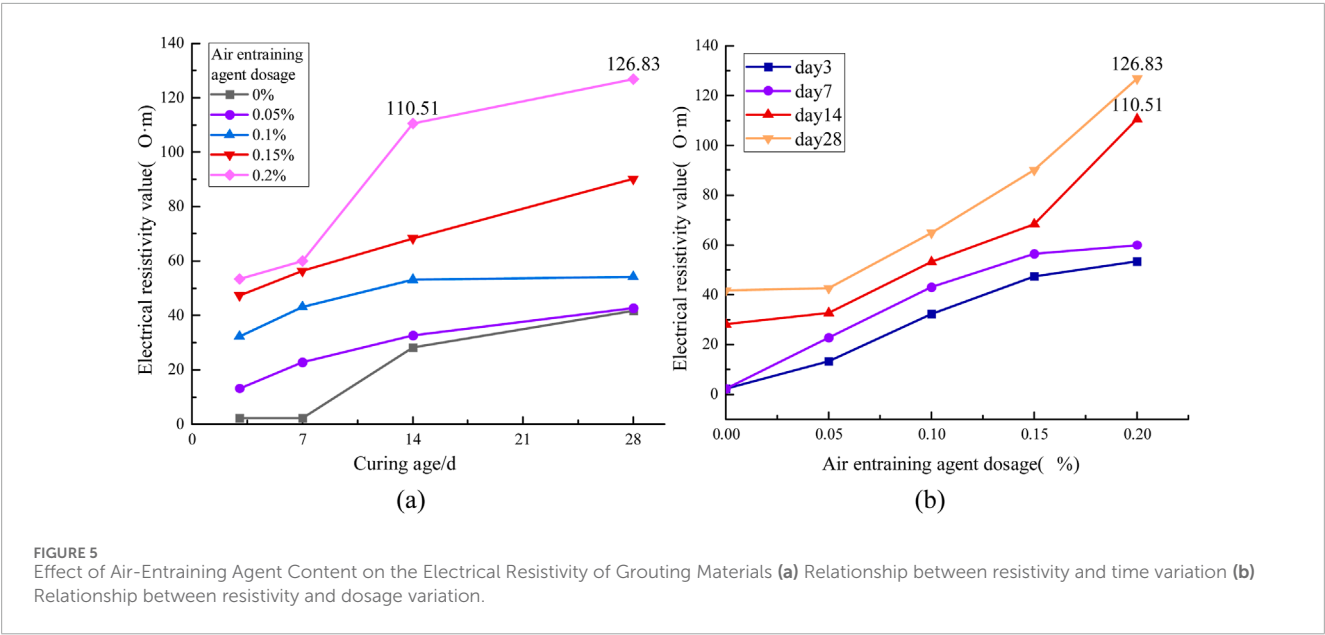 Air entraining
agent dosage
0%
0.05%
0.1%
0.15%
0.2%
110.51
126.83
Electrical resistivity value( O·m)
140
120
100
80
60
40
20
0
0
7
14
21
28
Curing age/d
(a)
day3
day7
day14
day28
126.83
110.51
Electrical resistivity value( O·m)
140
120
100
80
60
40
20
0
0.00
0.05
0.10
0.15
0.20
Air entraining agent dosage( %)
(b)
FIGURE 5
Effect of Air-Entraining Agent Content on the Electrical Resistivity of Grouting Materials (a) Relationship between resistivity and time variation (b)
Relationship between resistivity and dosage variation.